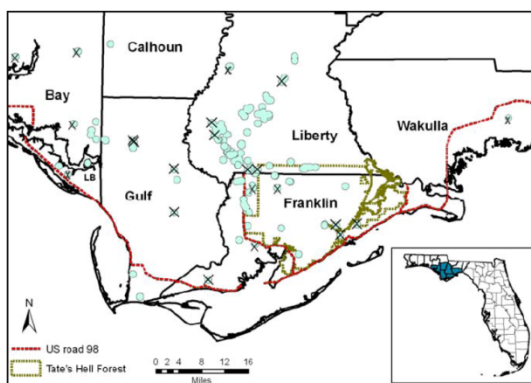 Calhoun
Bay
Liberty
Wakulla
LB
Gulf
Franklin
N
US road 98
Tate's Hell Forest
0 2 4 8 12 16
Miles